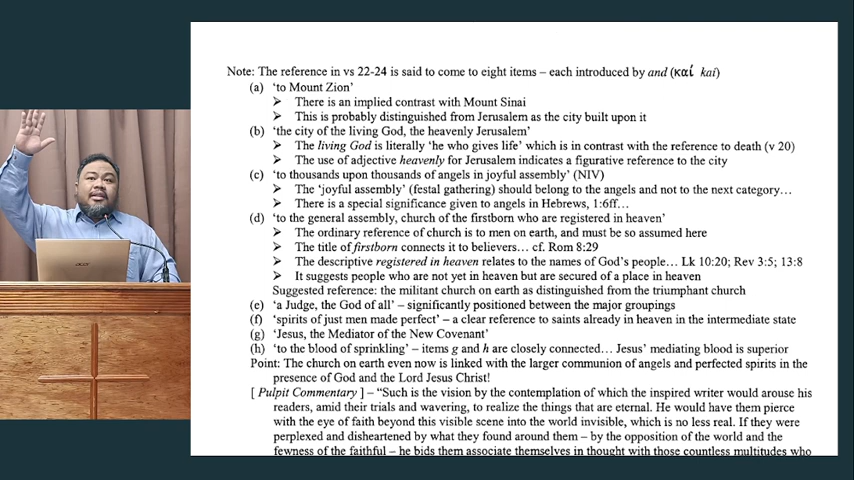 Note: The reference in vs 22-24 is said to come to eight items – each introduced by and (καί kai)
(a) ‘to Mount Zion’
➢ There is an implied contrast with Mount Sinai
➢ This is probably distinguished from Jerusalem as the city built upon it
(b) ‘the city of the living God, the heavenly Jerusalem’
➢ The living God is literally ‘he who gives life’ which is in contrast with the reference to death (v 20)
➢ The use of adjective heavenly for Jerusalem indicates a figurative reference to the city
(c) ‘to thousands upon thousands of angels in joyful assembly’ (NIV)
➢ The ‘joyful assembly’ (festal gathering) should belong to the angels and not to the next category…
➢ There is a special significance given to angels in Hebrews, 1:6ff…
(d) ‘to the general assembly, church of the firstborn who are registered in heaven’
➢ The ordinary reference of church is to men on earth, and must be so assumed here
➢ The title of firstborn connects it to believers… cf. Rom 8:29
➢ The descriptive registered in heaven relates to the names of God’s people… Lk 10:20; Rev 3:5; 13:8
➢ It suggests people who are not yet in heaven but are secured of a place in heaven
Suggested reference: the militant church on earth as distinguished from the triumphant church
(e) ‘a Judge, the God of all’ – significantly positioned between the major groupings
(f) ‘spirits of just men made perfect’ – a clear reference to saints already in heaven in the intermediate state
(g) ‘Jesus, the Mediator of the New Covenant’
(h) ‘to the blood of sprinkling’ – items g and h are closely connected… Jesus’ mediating blood is superior
Point: The church on earth even now is linked with the larger communion of angels and perfected spirits in the
presence of God and the Lord Jesus Christ!
[ Pulpit Commentary ] – “Such is the vision by the contemplation of which the inspired writer would arouse his
readers, amid their trials and wavering, to realize the things that are eternal. He would have them pierce
with the eye of faith beyond this visible scene into the world invisible, which is no less real. If they were
perplexed and disheartened by what they found around them – by the opposition of the world and the
fewness of the faithful – he bids them associate themselves in thought with those countless multitudes who
acer